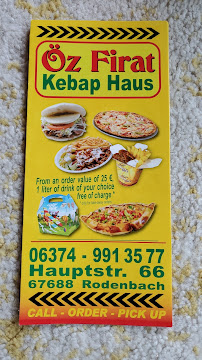 Öz Firat
Kebap Haus
From an order value of 25 €
1 liter of drink of your choice
free of charge*
06374 - 991 35 77
Hauptstr. 66
67688 Rodenbach
CALL - ORDER - PICK UP